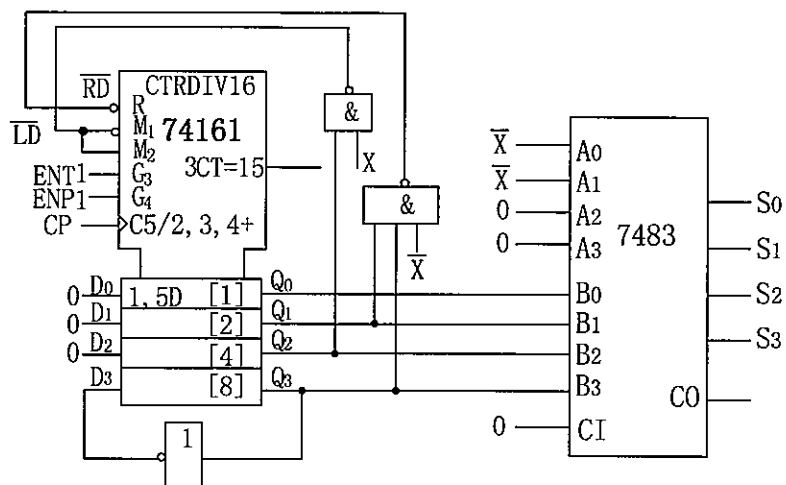 CTRDIV16
74161
R̅D̅
R
L̅D̅
M₁
M₂
ENT1
G₃
3CT=15
ENP1
G₄
CP
C5/2, 3, 4+
&
X
&
X̅
0 D₀
1, 5D
[1]
Q₀
0 D₁
[2]
Q₁
0 D₂
[4]
Q₂
D₃
[8]
Q₃
1
X̅
A0
X̅
A1
0
A2
0
A3
7483
B0
B1
B2
B3
0
CI
S0
S1
S2
S3
CO